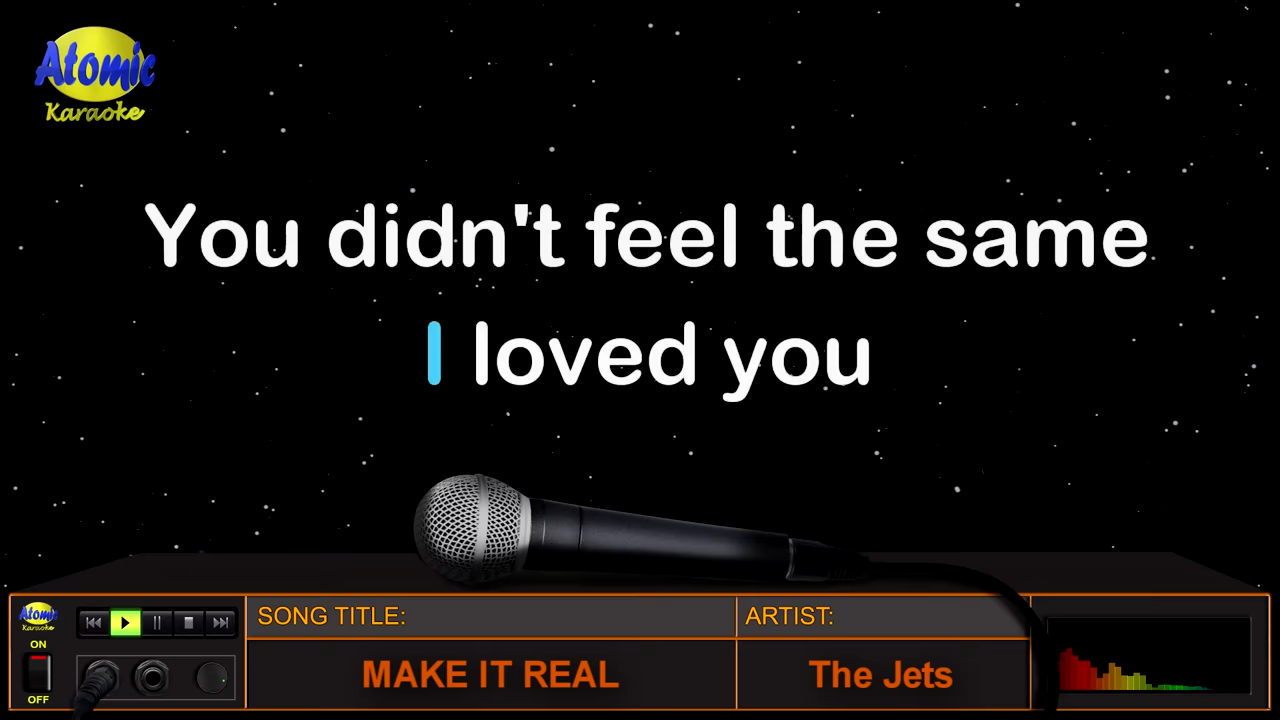 Atomic
Karaoke
You didn't feel the same
I loved you
Atomic
Karaoke
ON
OFF
SONG TITLE:
MAKE IT REAL
ARTIST:
The Jets